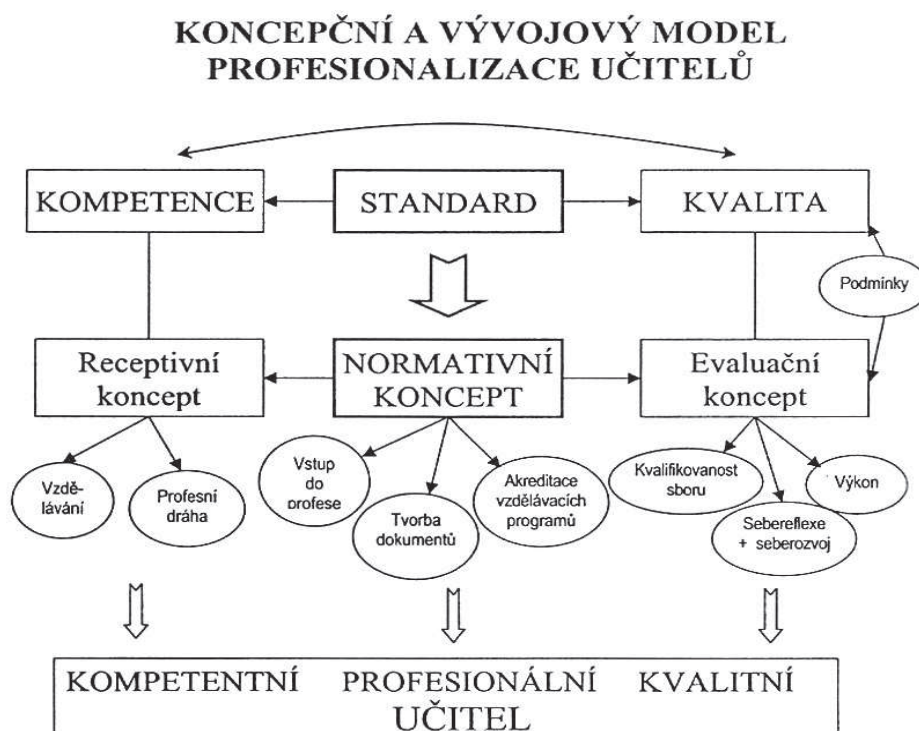 KONCEPČNÍ A VÝVOJOVÝ MODEL
PROFESIONALIZACE UČITELŮ
KOMPETENCE
STANDARD
KVALITA
Podmínky
Receptivní
koncept
NORMATIVNÍ
KONCEPT
Evaluační
koncept
Vzdě-
lávání
Profesní
dráha
Vstup
do
profese
Tvorba
dokumentů
Akreditace
vzdělávacích
programů
Kvalifikovanost
sboru
Sebereflexe
+ seberozvoj
Výkon
KOMPETENTNÍ PROFESIONÁLNÍ KVALITNÍ
UČITEL